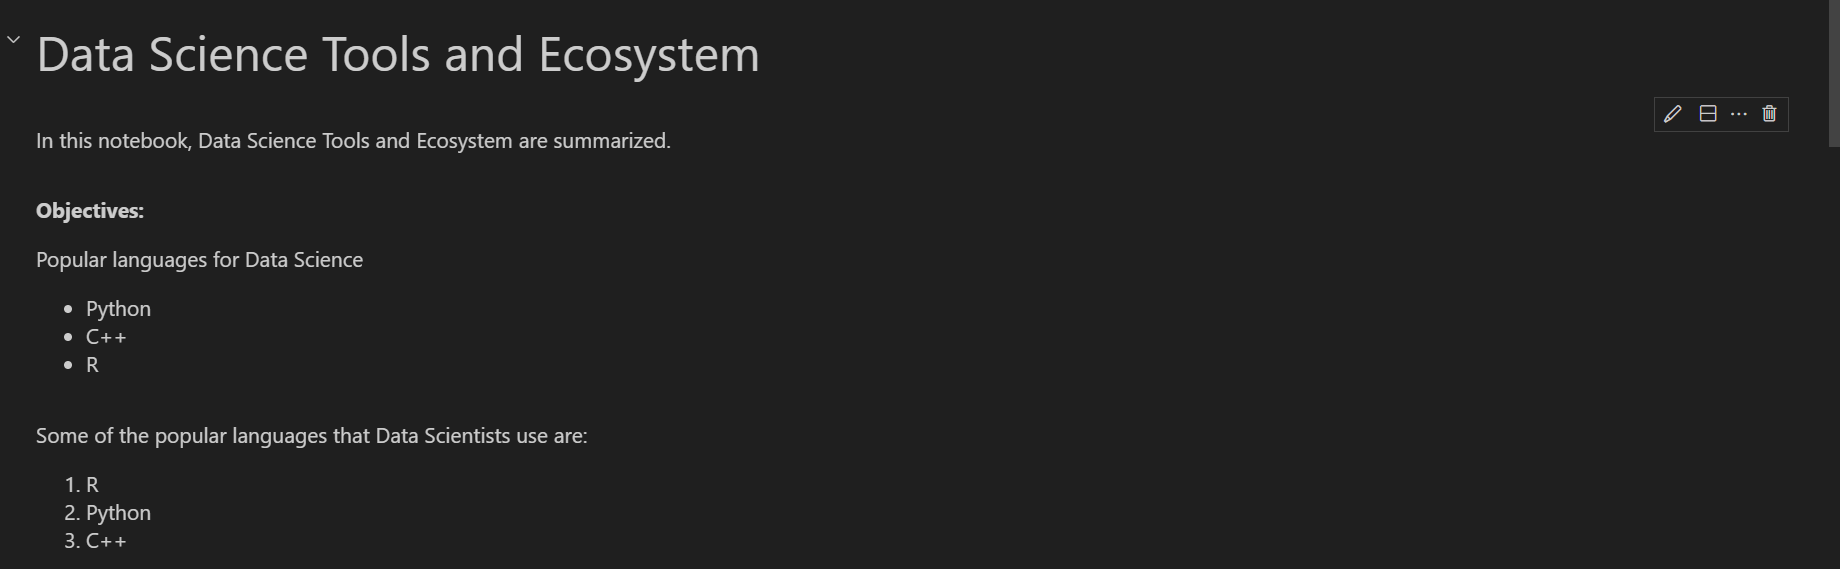 Data Science Tools and Ecosystem
In this notebook, Data Science Tools and Ecosystem are summarized.
Objectives:
Popular languages for Data Science
• Python
• C++
• R
Some of the popular languages that Data Scientists use are:
1. R
2. Python
3. C++